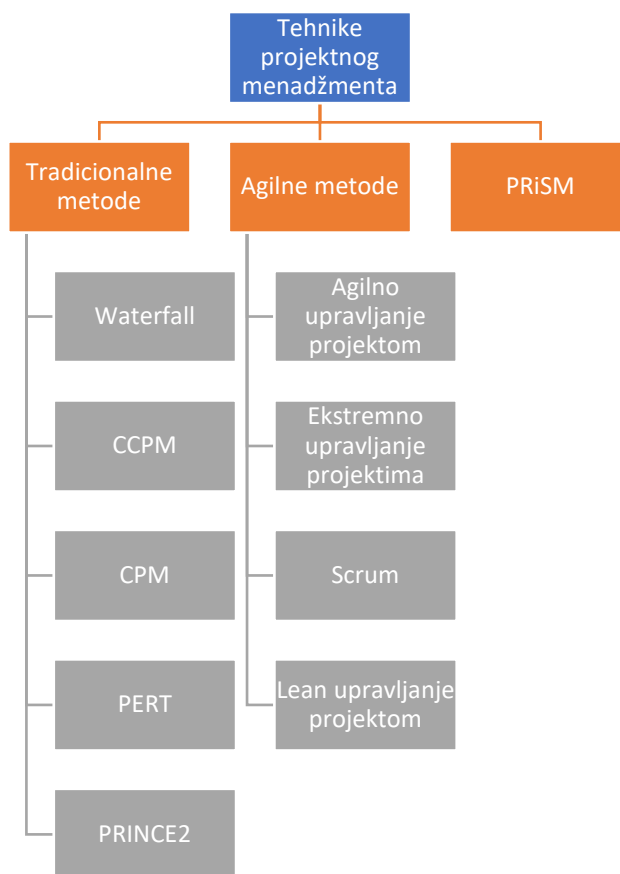 Tehnike
projektnog
menadžmenta
Tradicionalne
metode
Agilne metode
PRiSM
Waterfall
CCPM
CPM
PERT
PRINCE2
Agilno
upravljanje
projektom
Ekstremno
upravljanje
projektima
Scrum
Lean upravljanje
projektom